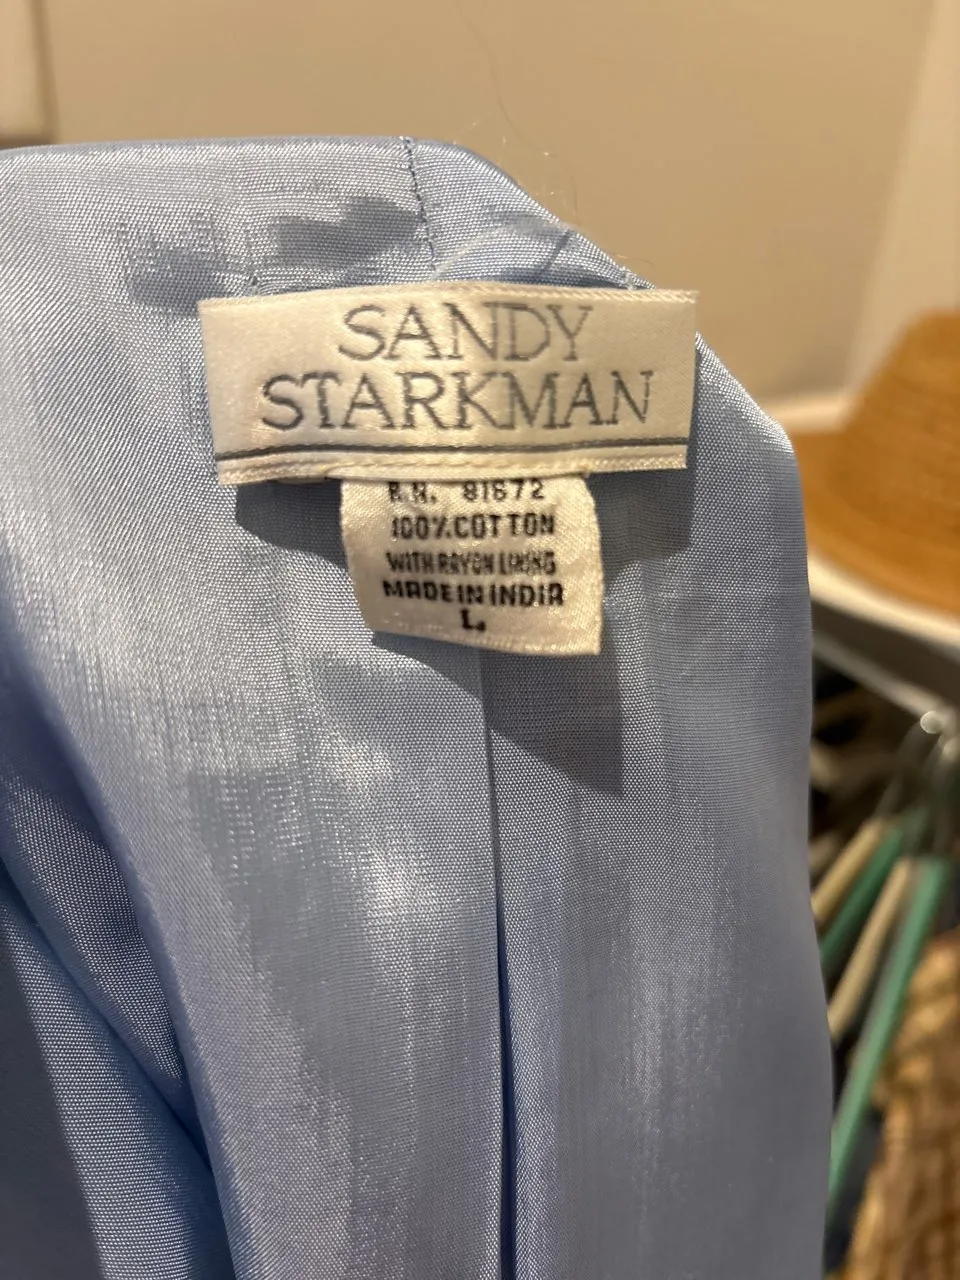 SANDY
STARKMAN
R.N. 81672
100% COTTON
WITH RAYON LINING
MADE IN INDIA
L.